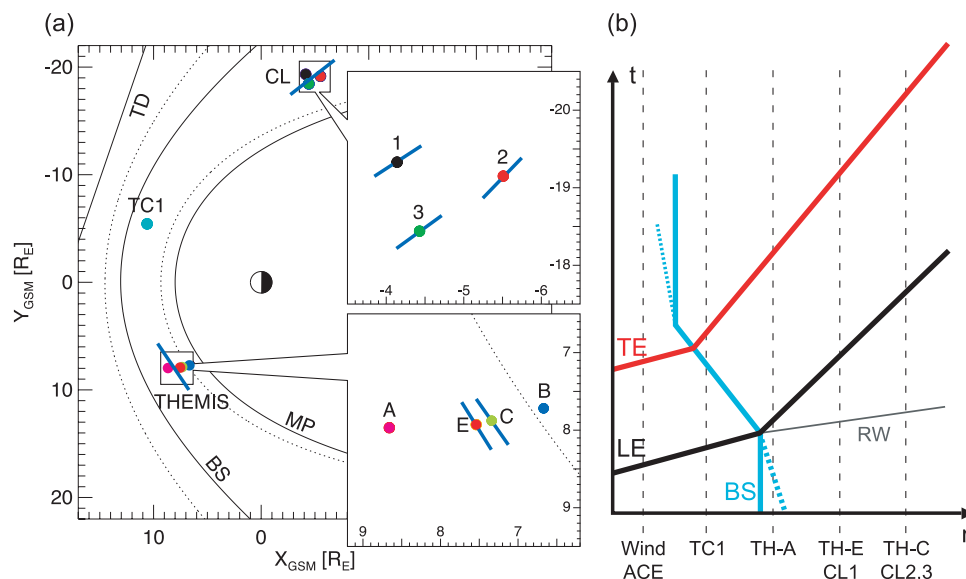 (a)
(b)
-20
-10
0
10
20
Y_GSM [R_E]
TD
CL
TC1
THEMIS
BS
MP
10
0
X_GSM [R_E]
1
2
3
-20
-19
-18
-4
-5
-6
A
E
C
B
7
8
9
9
8
7
t
TE
LE
BS
RW
r
Wind
ACE
TC1
TH-A
TH-E
CL1
TH-C
CL2.3